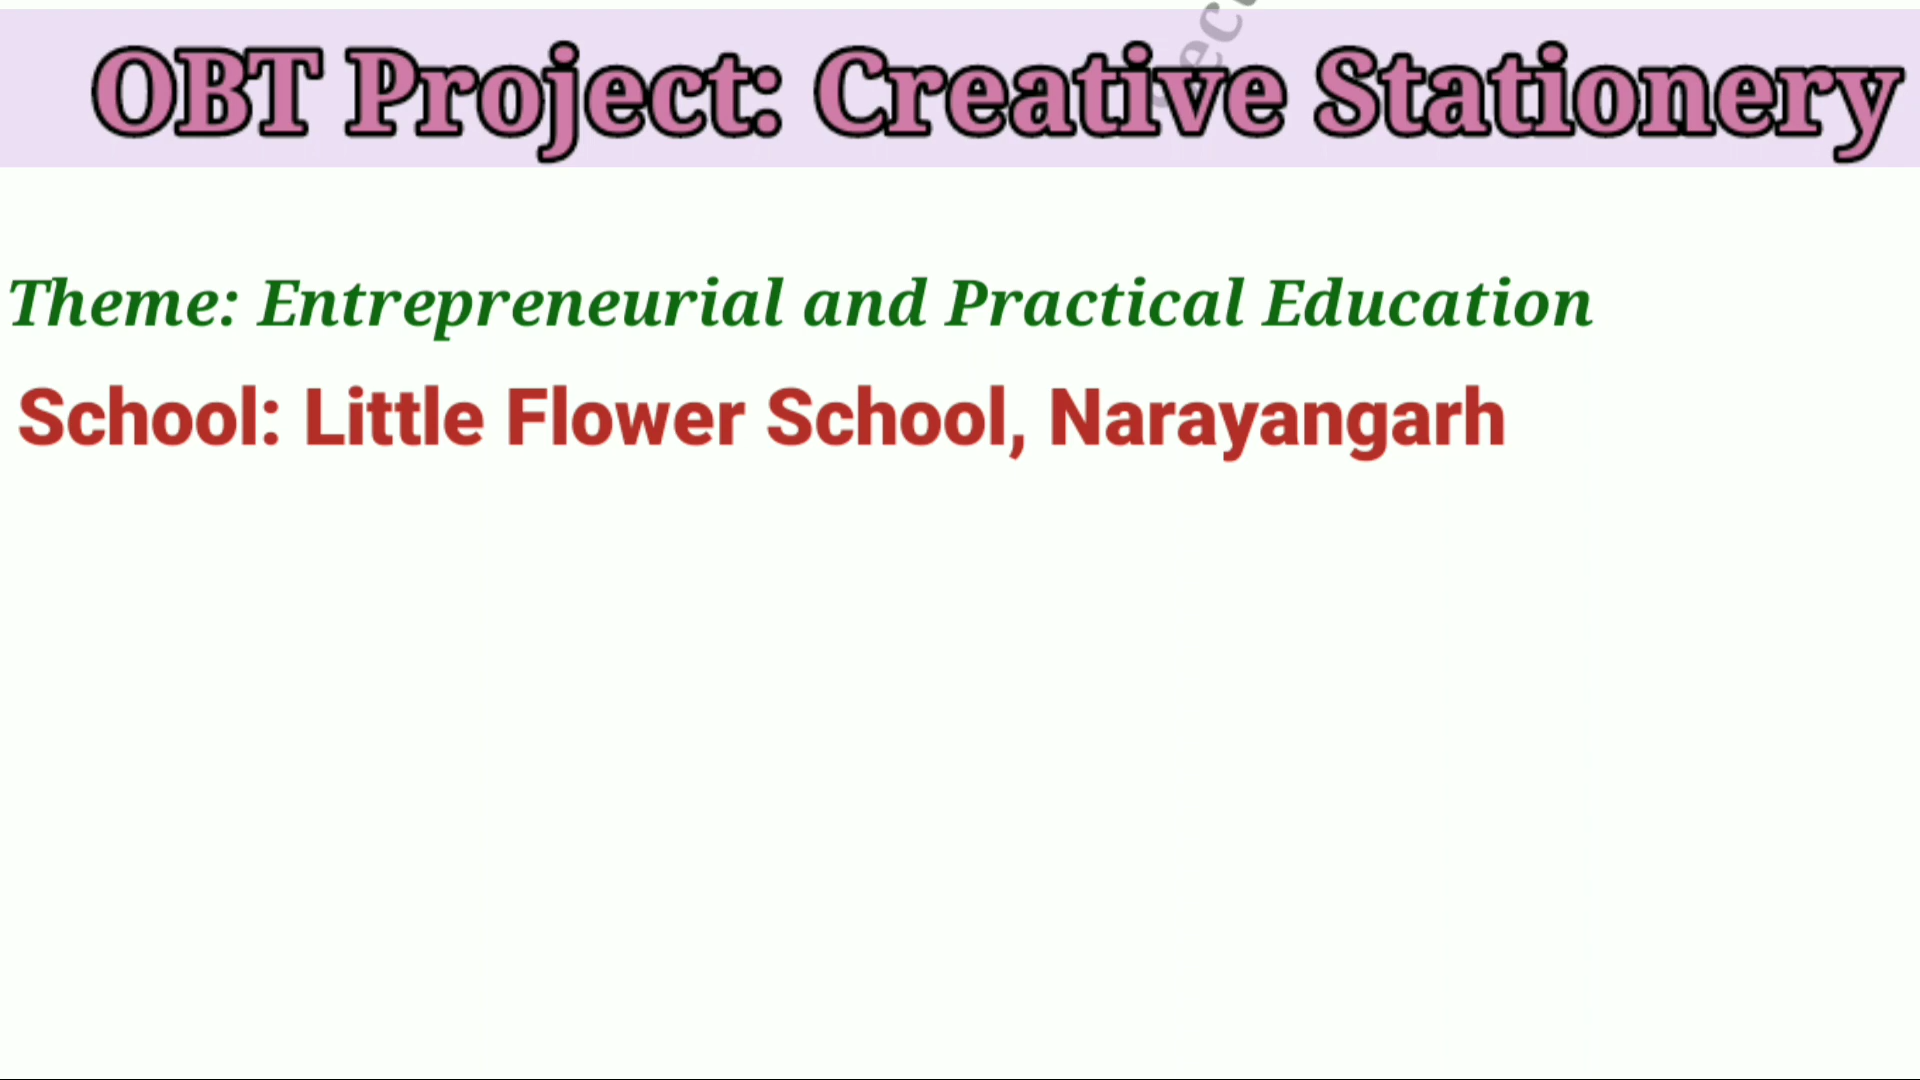 OBT Project: Creative Stationery
Theme: Entrepreneurial and Practical Education
School: Little Flower School, Narayangarh